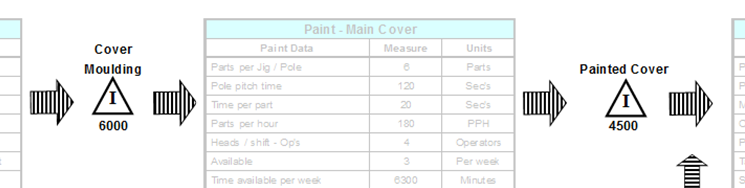 Cover
Moulding
I
6000
Paint - Main Cover
Paint Data Measure Units
Parts per Jig / Pole 6 Parts
Pole pitch time 120 Sec's
Time per part 20 Sec's
Parts per hour 180 PPH
Heads / shift - Op's 4 Operators
Available 3 Per week
Time available per week 6300 Minutes
Painted Cover
I
4500